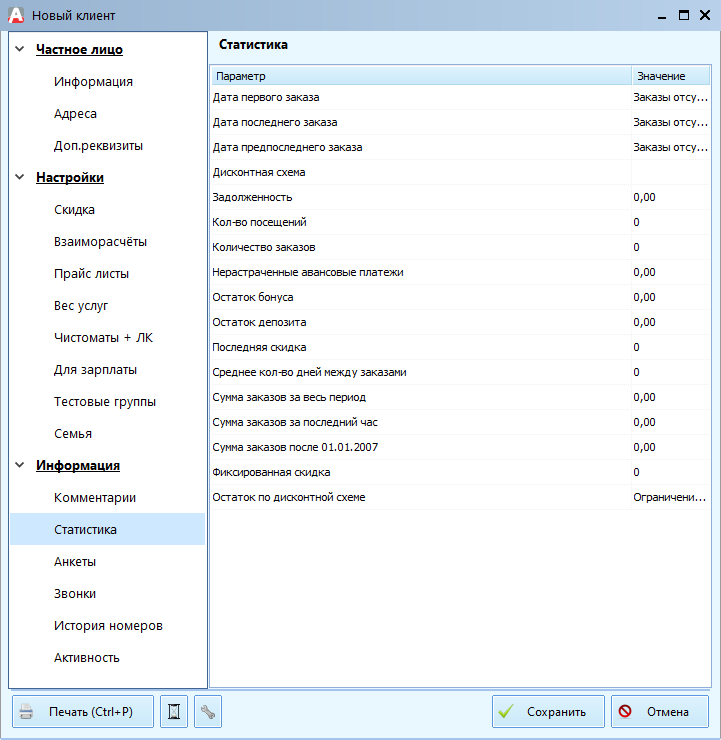 Новый клиент
Частное лицо
Информация
Адреса
Доп.реквизиты
Настройки
Скидка
Взаиморасчёты
Прайс листы
Вес услуг
Чистоматы + ЛК
Для зарплаты
Тестовые группы
Семья
Информация
Комментарии
Статистика
Анкеты
Звонки
История номеров
Активность
Статистика
Параметр Значение
Дата первого заказа Заказы отсу...
Дата последнего заказа Заказы отсу...
Дата предпоследнего заказа Заказы отсу...
Дисконтная схема
Задолженность 0,00
Кол-во посещений 0
Количество заказов 0
Нерастраченные авансовые платежи 0,00
Остаток бонуса 0,00
Остаток депозита 0,00
Последняя скидка 0
Среднее кол-во дней между заказами 0
Сумма заказов за весь период 0,00
Сумма заказов за последний час 0,00
Сумма заказов после 01.01.2007 0,00
Фиксированная скидка 0
Остаток по дисконтной схеме Ограничени...
Печать (Ctrl+P) Сохранить Отмена